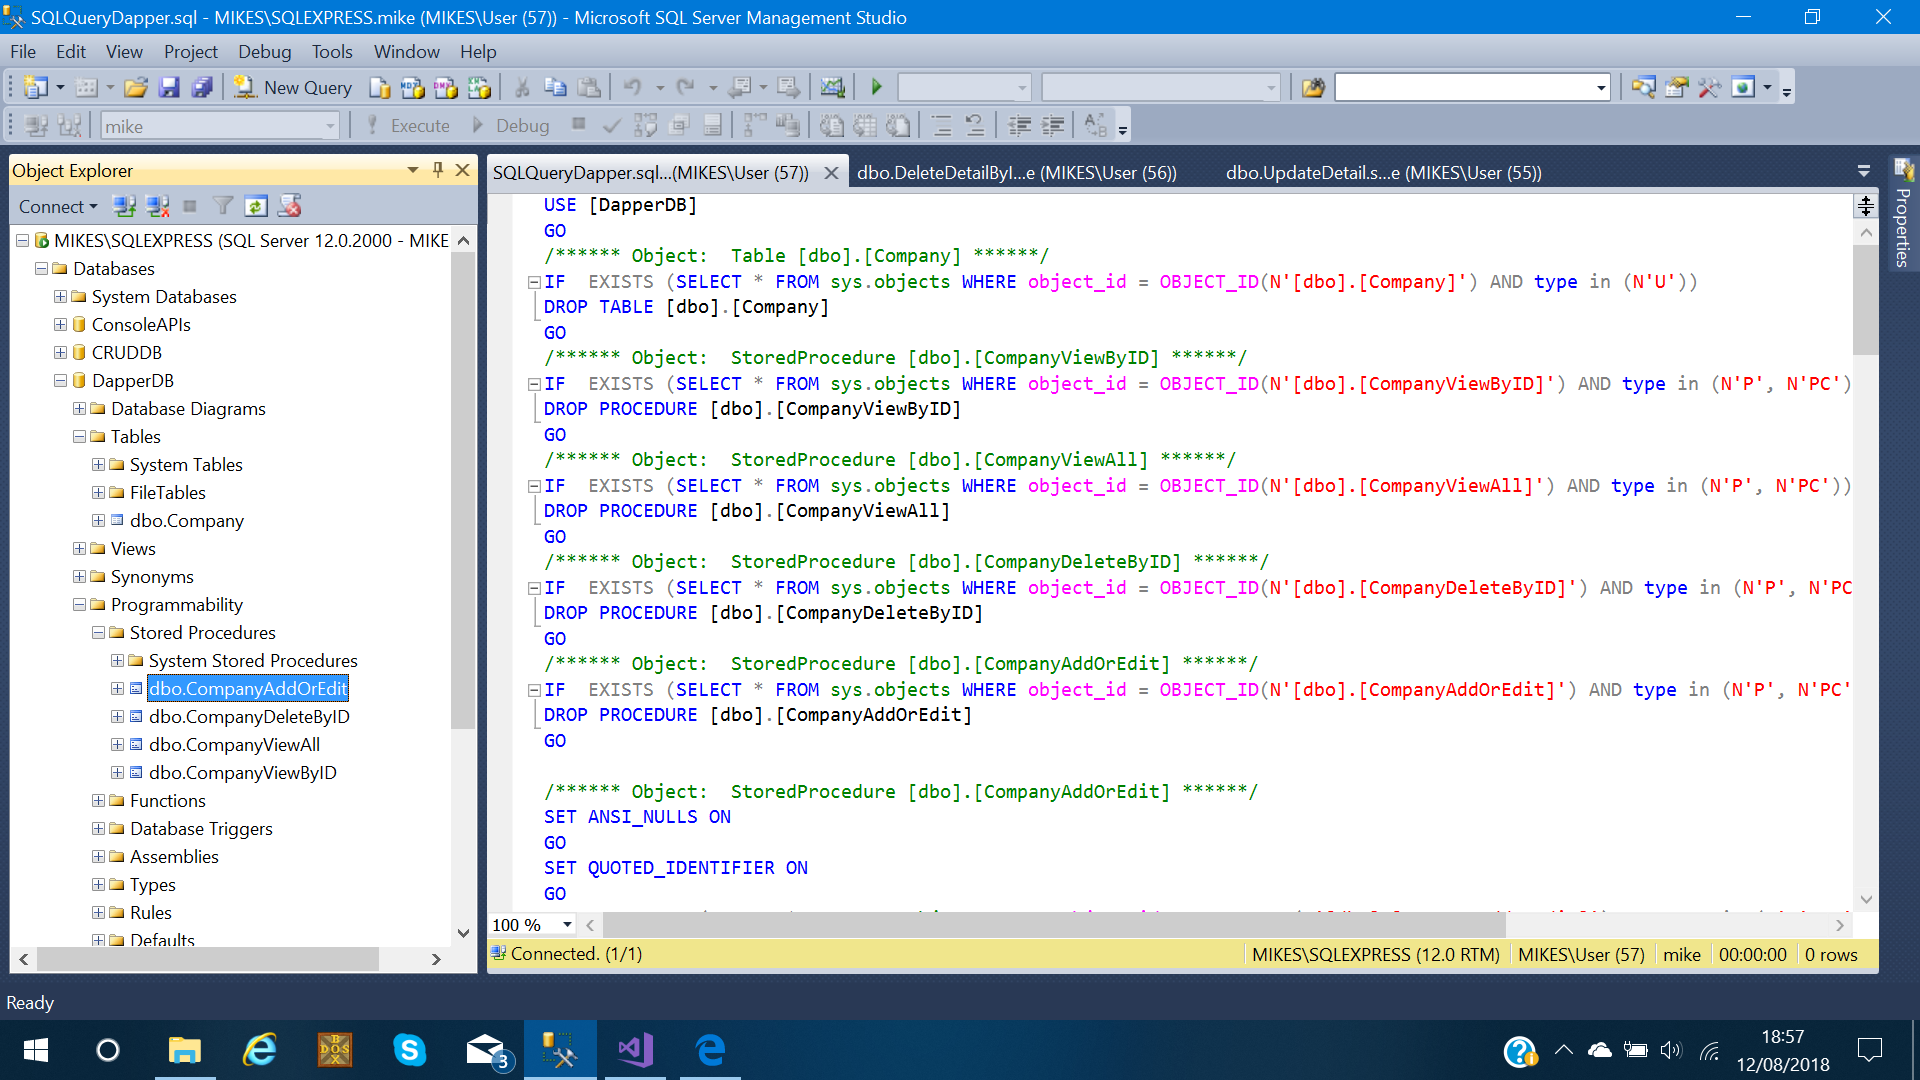 SQLQueryDapper.sql - MIKES\SQLEXPRESS.mike (MIKES\User (57)) - Microsoft SQL Server Management Studio
File Edit View Project Debug Tools Window Help
New Query
mike Execute Debug
Object Explorer
Connect
MIKES\SQLEXPRESS (SQL Server 12.0.2000 - MIKE
Databases
System Databases
ConsoleAPIs
CRUDDB
DapperDB
Database Diagrams
Tables
System Tables
FileTables
dbo.Company
Views
Synonyms
Programmability
Stored Procedures
System Stored Procedures
dbo.CompanyAddOrEdit
dbo.CompanyDeleteByID
dbo.CompanyViewAll
dbo.CompanyViewByID
Functions
Database Triggers
Assemblies
Types
Rules
Defaults
SQLQueryDapper.sql...(MIKES\User (57)) dbo.DeleteDetailByI...e (MIKES\User (56)) dbo.UpdateDetail.s...e (MIKES\User (55))
USE [DapperDB]
GO
/****** Object:  Table [dbo].[Company] ******/
IF  EXISTS (SELECT * FROM sys.objects WHERE object_id = OBJECT_ID(N'[dbo].[Company]') AND type in (N'U'))
DROP TABLE [dbo].[Company]
GO
/****** Object:  StoredProcedure [dbo].[CompanyViewByID] ******/
IF  EXISTS (SELECT * FROM sys.objects WHERE object_id = OBJECT_ID(N'[dbo].[CompanyViewByID]') AND type in (N'P', N'PC')
DROP PROCEDURE [dbo].[CompanyViewByID]
GO
/****** Object:  StoredProcedure [dbo].[CompanyViewAll] ******/
IF  EXISTS (SELECT * FROM sys.objects WHERE object_id = OBJECT_ID(N'[dbo].[CompanyViewAll]') AND type in (N'P', N'PC'))
DROP PROCEDURE [dbo].[CompanyViewAll]
GO
/****** Object:  StoredProcedure [dbo].[CompanyDeleteByID] ******/
IF  EXISTS (SELECT * FROM sys.objects WHERE object_id = OBJECT_ID(N'[dbo].[CompanyDeleteByID]') AND type in (N'P', N'PC
DROP PROCEDURE [dbo].[CompanyDeleteByID]
GO
/****** Object:  StoredProcedure [dbo].[CompanyAddOrEdit] ******/
IF  EXISTS (SELECT * FROM sys.objects WHERE object_id = OBJECT_ID(N'[dbo].[CompanyAddOrEdit]') AND type in (N'P', N'PC'
DROP PROCEDURE [dbo].[CompanyAddOrEdit]
GO
/****** Object:  StoredProcedure [dbo].[CompanyAddOrEdit] ******/
SET ANSI_NULLS ON
GO
SET QUOTED_IDENTIFIER ON
GO
100 %
Connected. (1/1) MIKES\SQLEXPRESS (12.0 RTM) MIKES\User (57) mike 00:00:00 0 rows
Properties
Ready
DOS
3
18:57
12/08/2018